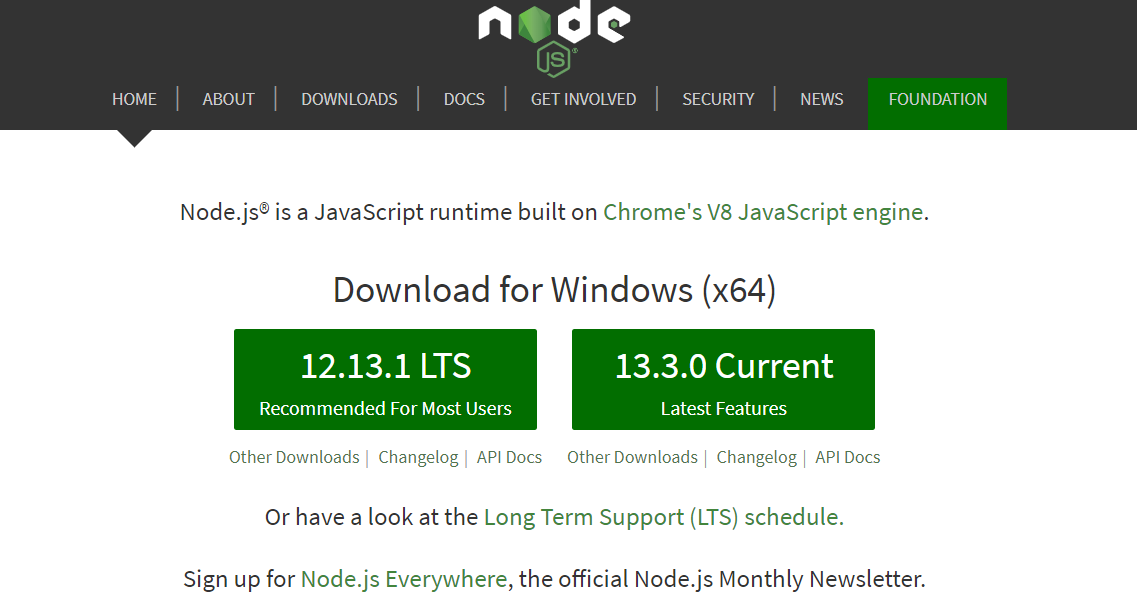 node
JS®
HOME | ABOUT | DOWNLOADS | DOCS | GET INVOLVED | SECURITY | NEWS FOUNDATION
Node.js® is a JavaScript runtime built on Chrome's V8 JavaScript engine.
Download for Windows (x64)
12.13.1 LTS 13.3.0 Current
Recommended For Most Users Latest Features
Other Downloads | Changelog | API Docs Other Downloads | Changelog | API Docs
Or have a look at the Long Term Support (LTS) schedule.
Sign up for Node.js Everywhere, the official Node.js Monthly Newsletter.